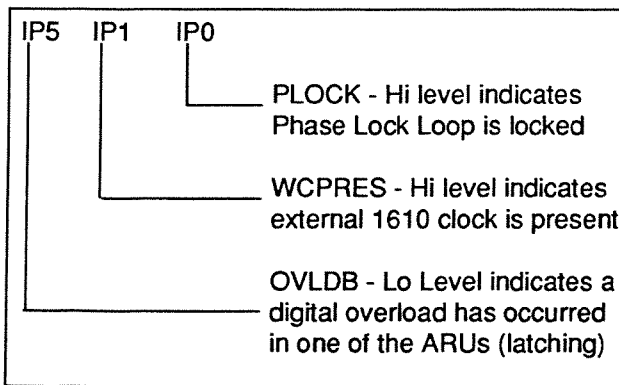 IP5 IP1 IP0
PLOCK - Hi level indicates
Phase Lock Loop is locked
WCPRES - Hi level indicates
external 1610 clock is present
OVLDB - Lo Level indicates a
digital overload has occurred
in one of the ARUs (latching)